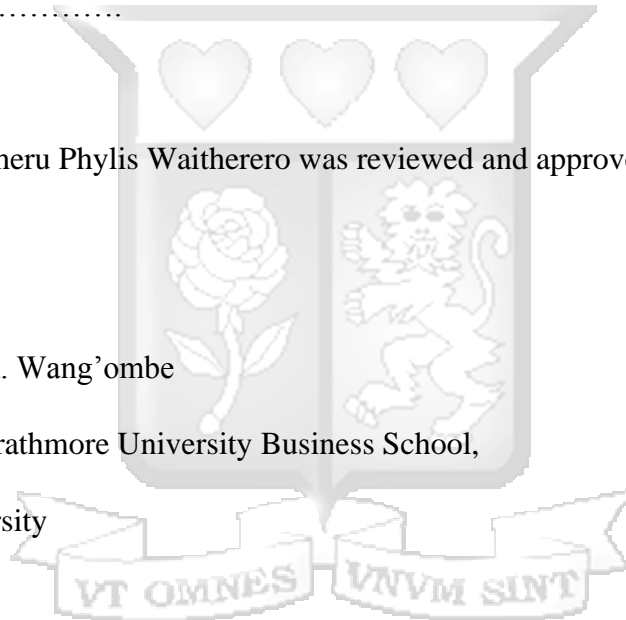 ………….
heru Phylis Waitherero was reviewed and approve
. Wang’ombe
rathmore University Business School,
rsity
VT OMNES VNVM SINT